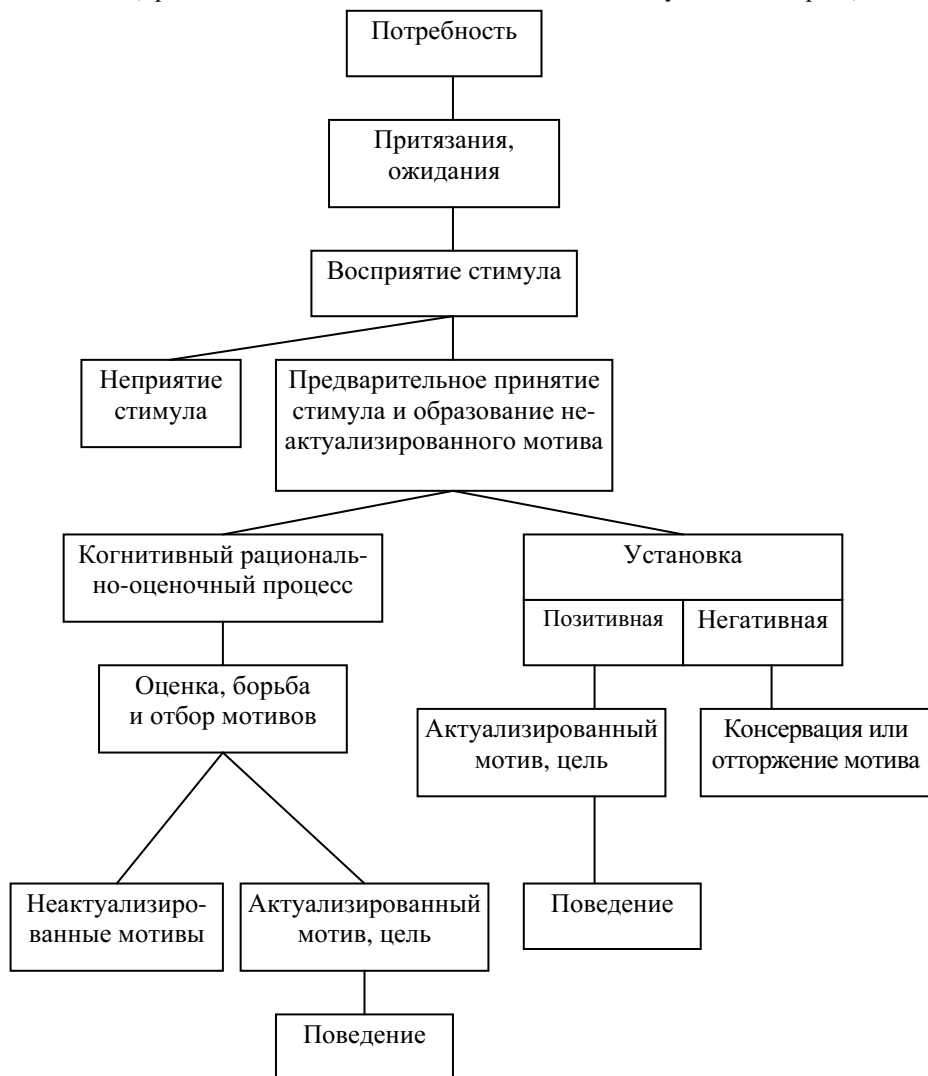 Потребность
Притязания,
ожидания
Восприятие стимула
Неприятие
стимула
Предварительное принятие
стимула и образование не-
актуализированного мотива
Когнитивный рациональ-
но-оценочный процесс
Установка
Позитивная
Негативная
Оценка, борьба
и отбор мотивов
Актуализированный
мотив, цель
Консервация или
отторжение мотива
Неактуализиро-
ванные мотивы
Актуализированный
мотив, цель
Поведение
Поведение